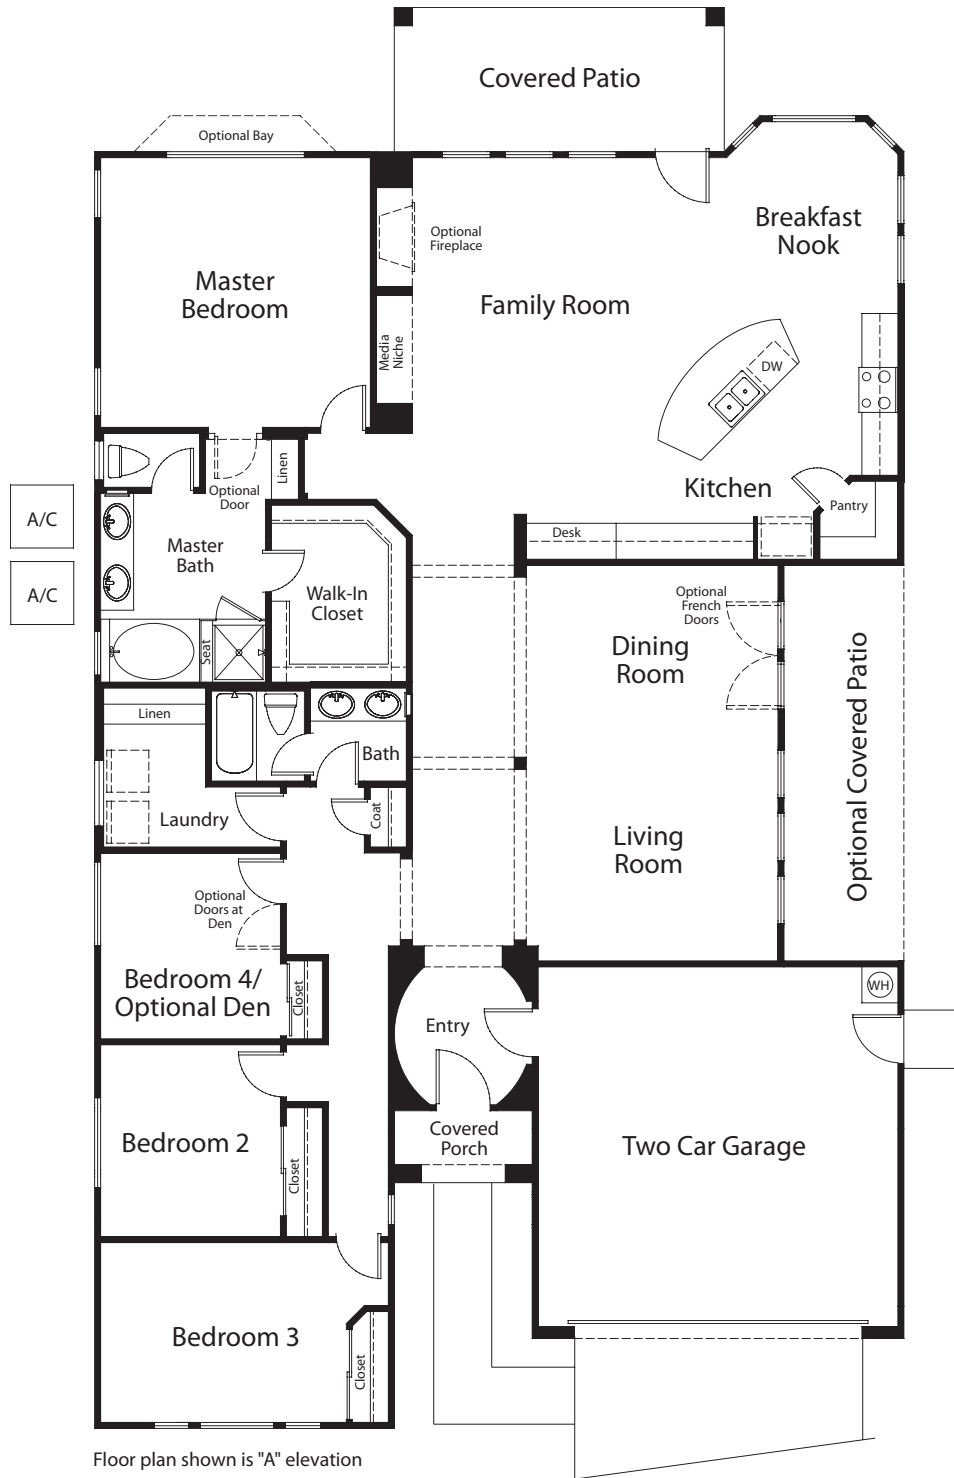 Covered Patio
Optional Bay
Breakfast
Nook
Optional
Fireplace
Master
Bedroom
Family Room
Media
Niche
DW
Linen
Optional
Door
Kitchen
Pantry
A/C
Desk
Master
Bath
A/C
Walk-In
Closet
Optional
French
Doors
Seat
Dining
Room
Optional Covered Patio
Linen
Bath
Coat
Laundry
Living
Room
Optional
Doors at
Den
Bedroom 4/
Optional Den
Closet
WH
Entry
Covered
Porch
Two Car Garage
Bedroom 2
Closet
Bedroom 3
Closet
Floor plan shown is "A" elevation